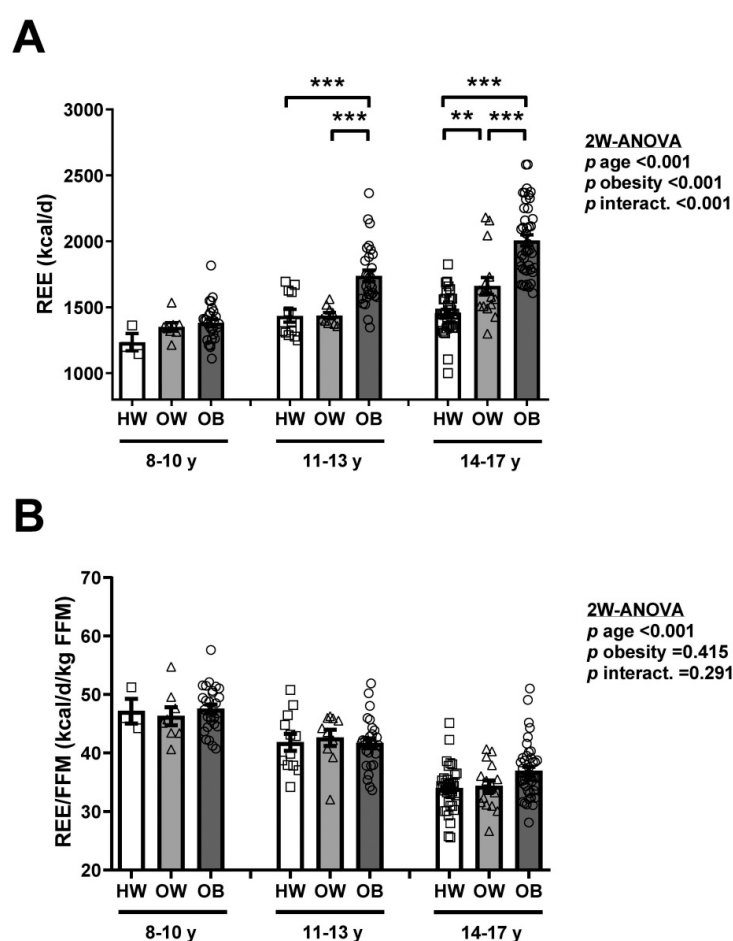 A
*** ***
*** ** ***
3000
2500
2000
1500
1000
REE (kcal/d)
2W-ANOVA
p age <0.001
p obesity <0.001
p interact. <0.001
HW OW OB HW OW OB HW OW OB
8-10 y 11-13 y 14-17 y
B
70
60
50
40
30
20
REE/FFM (kcal/d/kg FFM)
2W-ANOVA
p age <0.001
p obesity =0.415
p interact. =0.291
HW OW OB HW OW OB HW OW OB
8-10 y 11-13 y 14-17 y